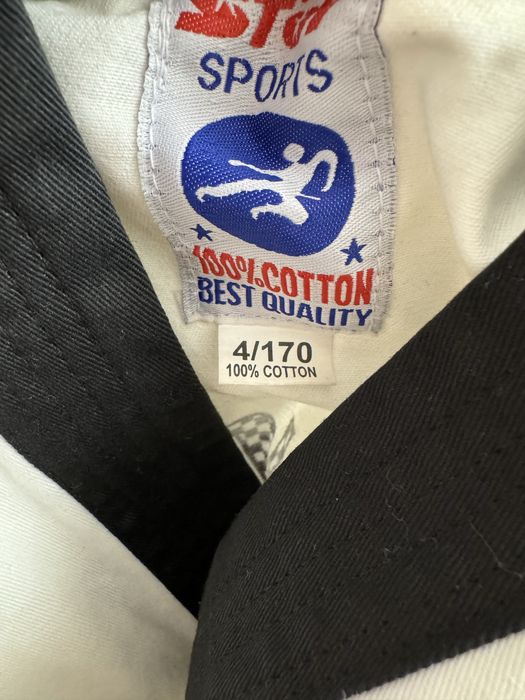 SPORTS
100% COTTON
BEST QUALITY
4/170
100% COTTON